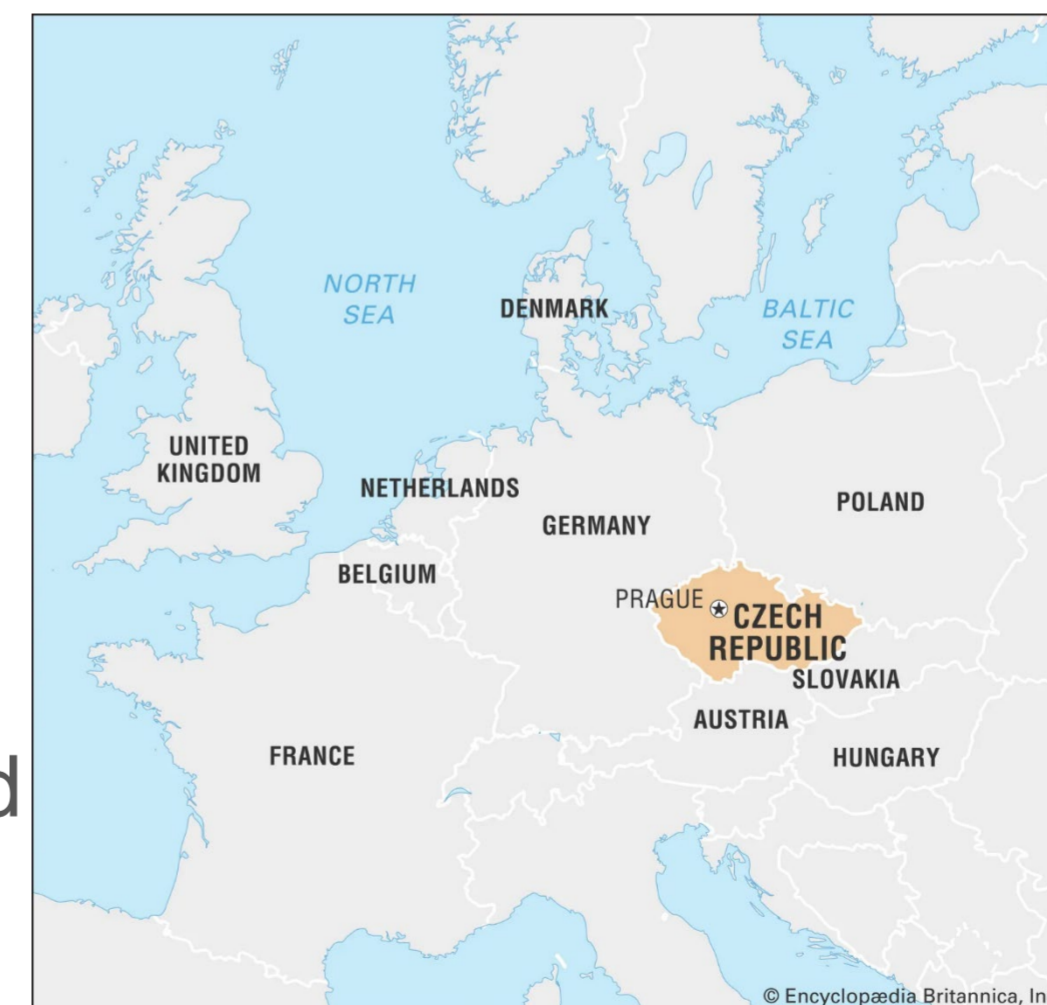 NORTH
SEA
DENMARK
BALTIC
SEA
UNITED
KINGDOM
NETHERLANDS
POLAND
GERMANY
BELGIUM
PRAGUE
CZECH
REPUBLIC
SLOVAKIA
AUSTRIA
FRANCE
HUNGARY
d
© Encyclopædia Britannica, In